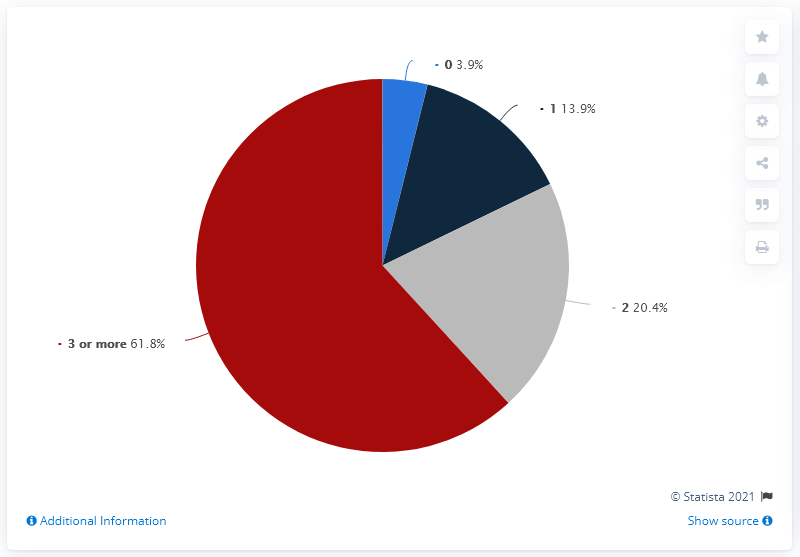 0 3.9%
1 13.9%
2 20.4%
3 or more 61.8%
© Statista 2021
Additional Information
Show source